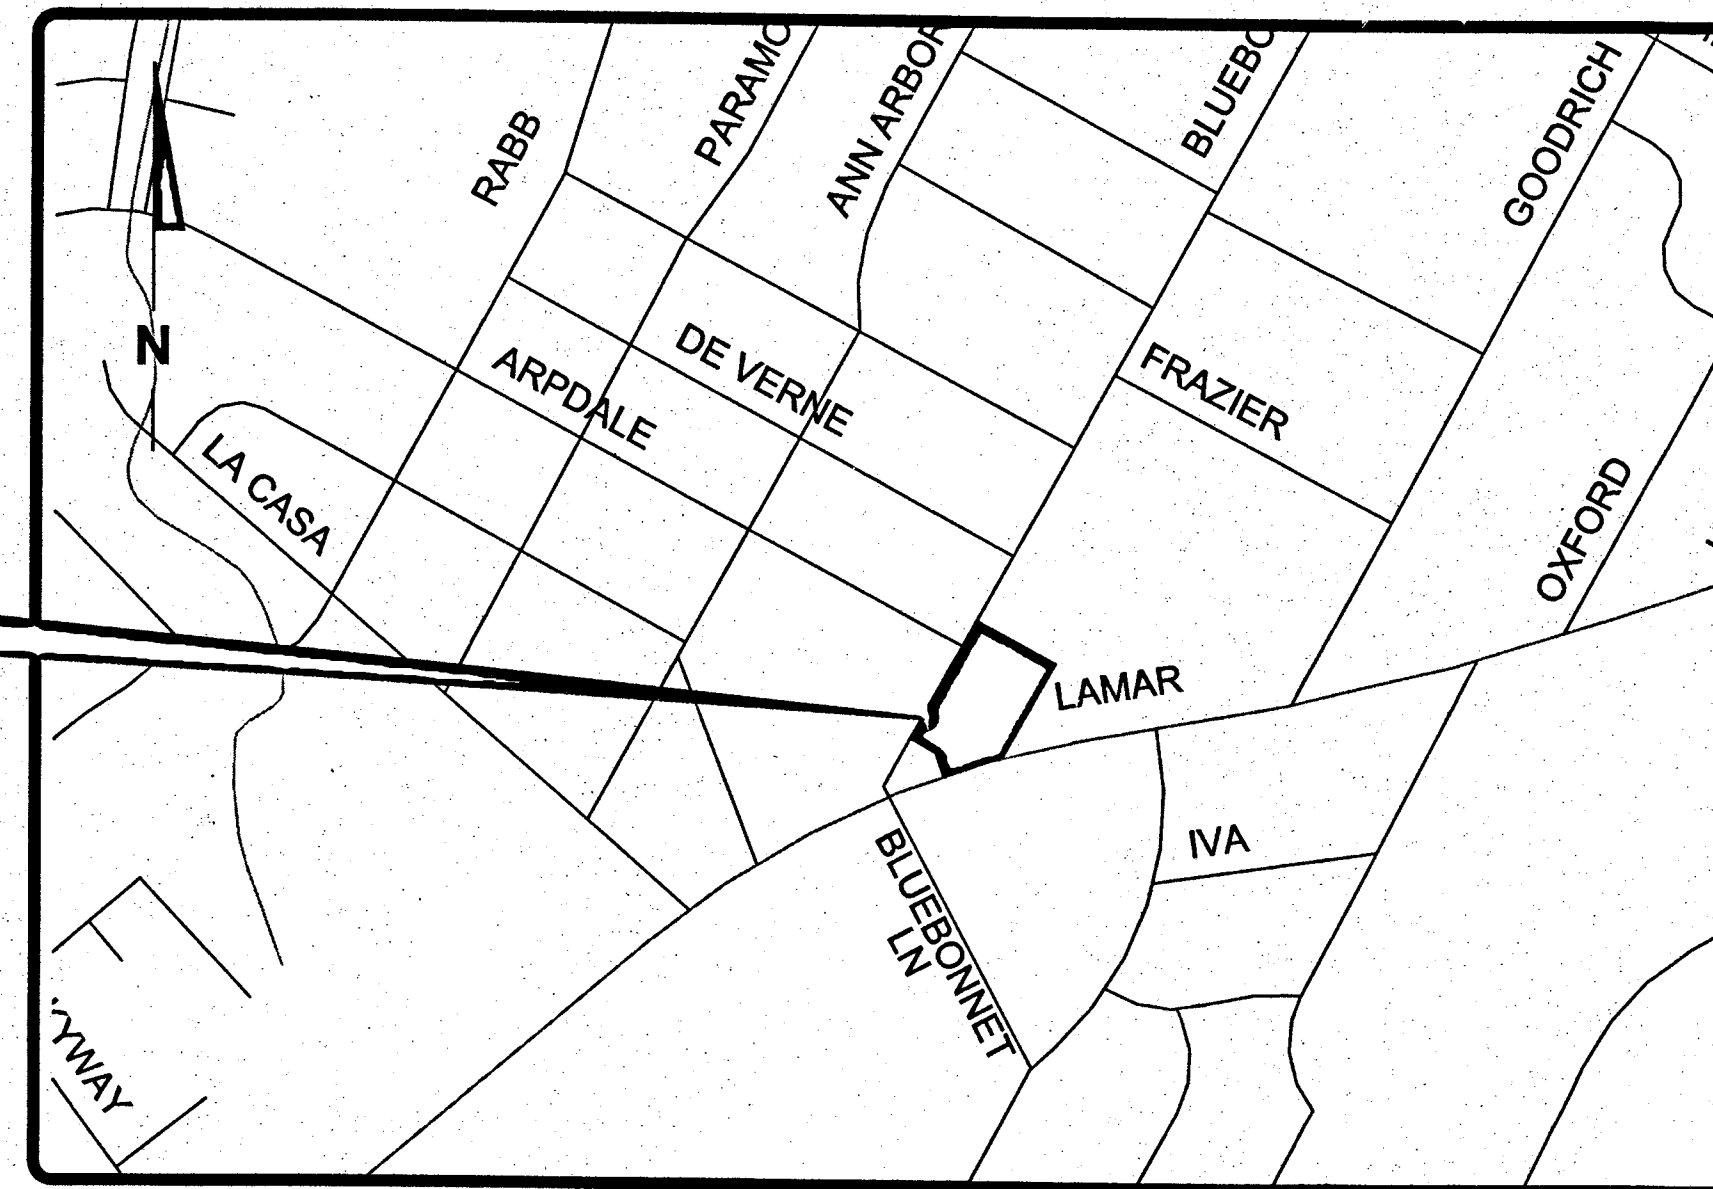 RABB
PARAMO
ANN ARBOR
BLUEBO
GOODRICH
N
ARPDALE
DE VERNE
FRAZIER
LA CASA
OXFORD
LAMAR
IVA
BLUEBONNET
LN
YWAY